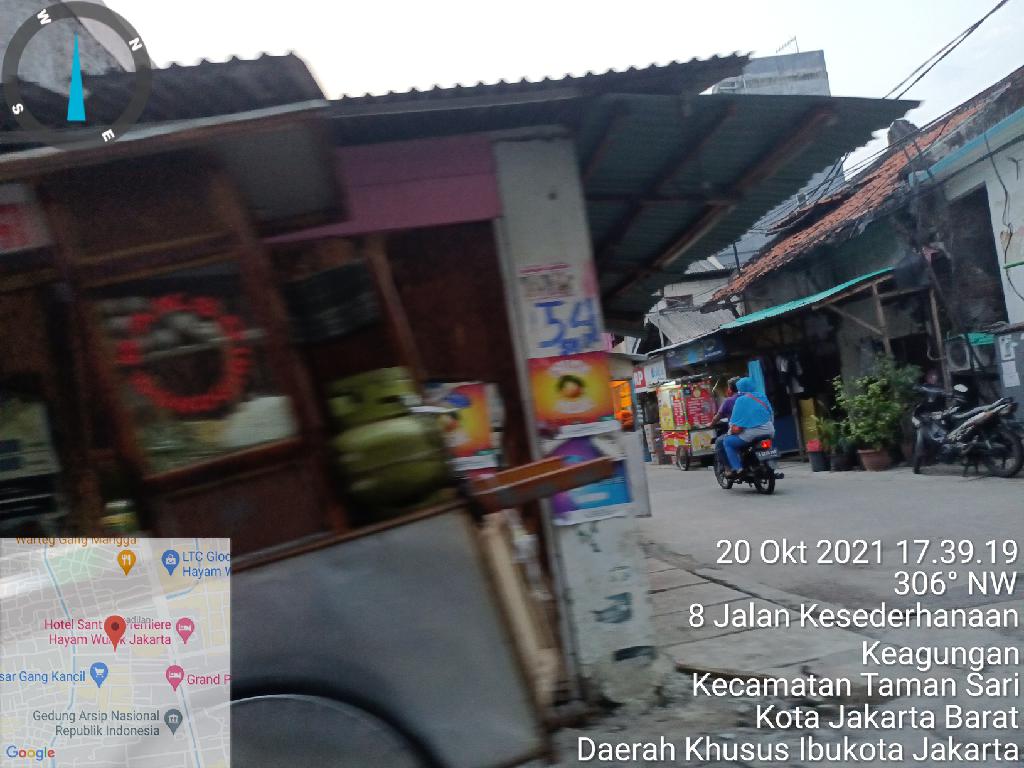 W
N
S
E
54
Warteg Gang Mangga
LTC Gloc
Hayam W
Hotel Sant
emiere
Hayam Wuruk Jakarta
sar Gang Kancil
Grand P
Gedung Arsip Nasional
Republik Indonesia
Google
20 Okt 2021 17.39.19
306° NW
8 Jalan Kesederhanaan
Keagungan
Kecamatan Taman Sari
Kota Jakarta Barat
Daerah Khusus Ibukota Jakarta